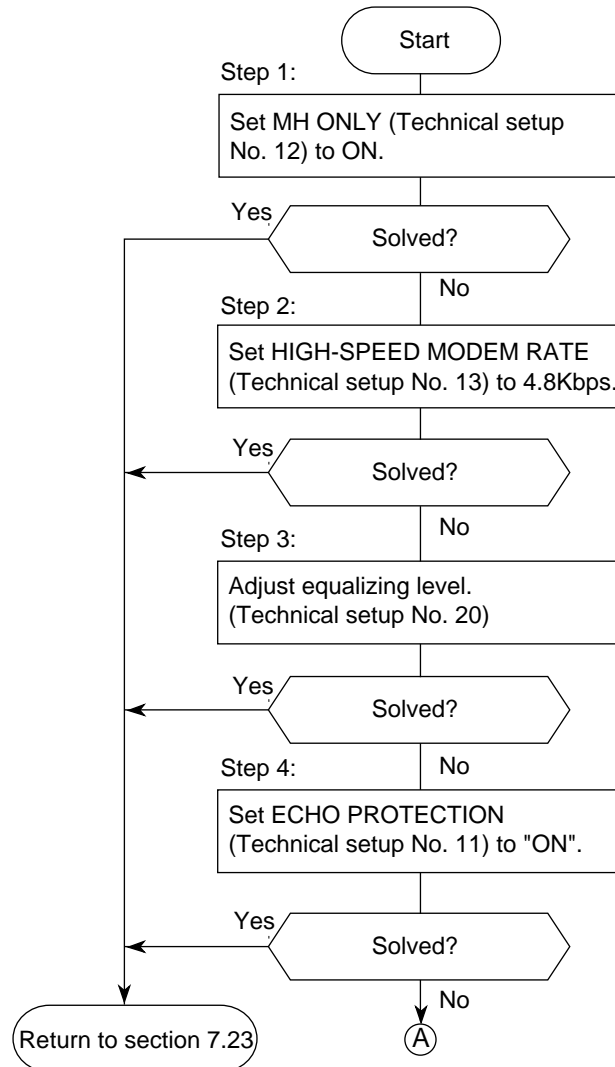 Start
Step 1:
Set MH ONLY (Technical setup
No. 12) to ON.
Yes
Solved?
No
Step 2:
Set HIGH-SPEED MODEM RATE
(Technical setup No. 13) to 4.8Kbps.
Yes
Solved?
No
Step 3:
Adjust equalizing level.
(Technical setup No. 20)
Yes
Solved?
No
Step 4:
Set ECHO PROTECTION
(Technical setup No. 11) to "ON".
Yes
Solved?
No
Return to section 7.23
A